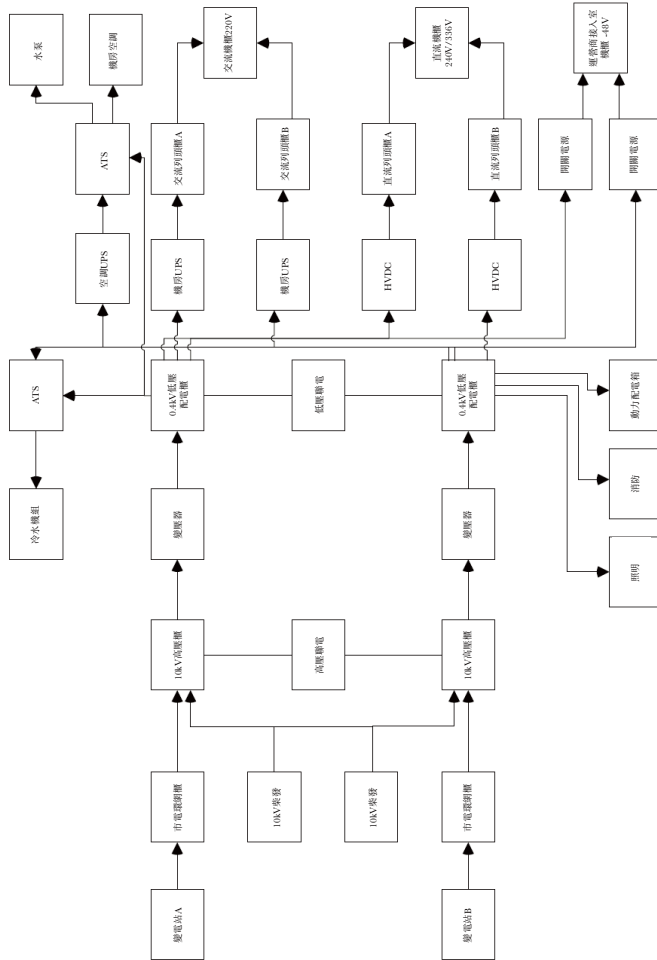 變電站A
變電站B
市電環網櫃
10kV柴發
10kV柴發
市電環網櫃
10kV高壓櫃
高壓聯電
10kV高壓櫃
冷水機組
變壓器
變壓器
照明
消防
動力配電箱
ATS
0.4kV低壓
配電櫃
低壓聯電
0.4kV低壓
配電櫃
空調UPS
機房UPS
機房UPS
HVDC
HVDC
ATS
交流列頭櫃A
交流列頭櫃B
直流列頭櫃A
直流列頭櫃B
開關電源
開關電源
水泵
機房空調
交流機櫃220V
直流機櫃
240V/336V
運營商接入室
機櫃 -48V